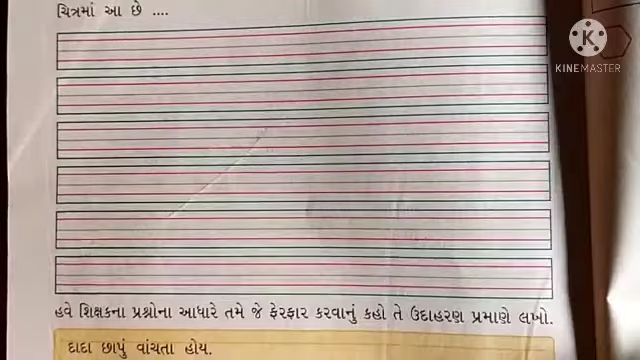 ચિત્રમાં આ છે ....
KINEMASTER
હવે શિક્ષકના પ્રશ્નોના આધારે તમે જે ફેરફાર કરવાનું કહો તે ઉદાહરણ પ્રમાણે લખો.
દાદા છાપું વાંચતા હોય.